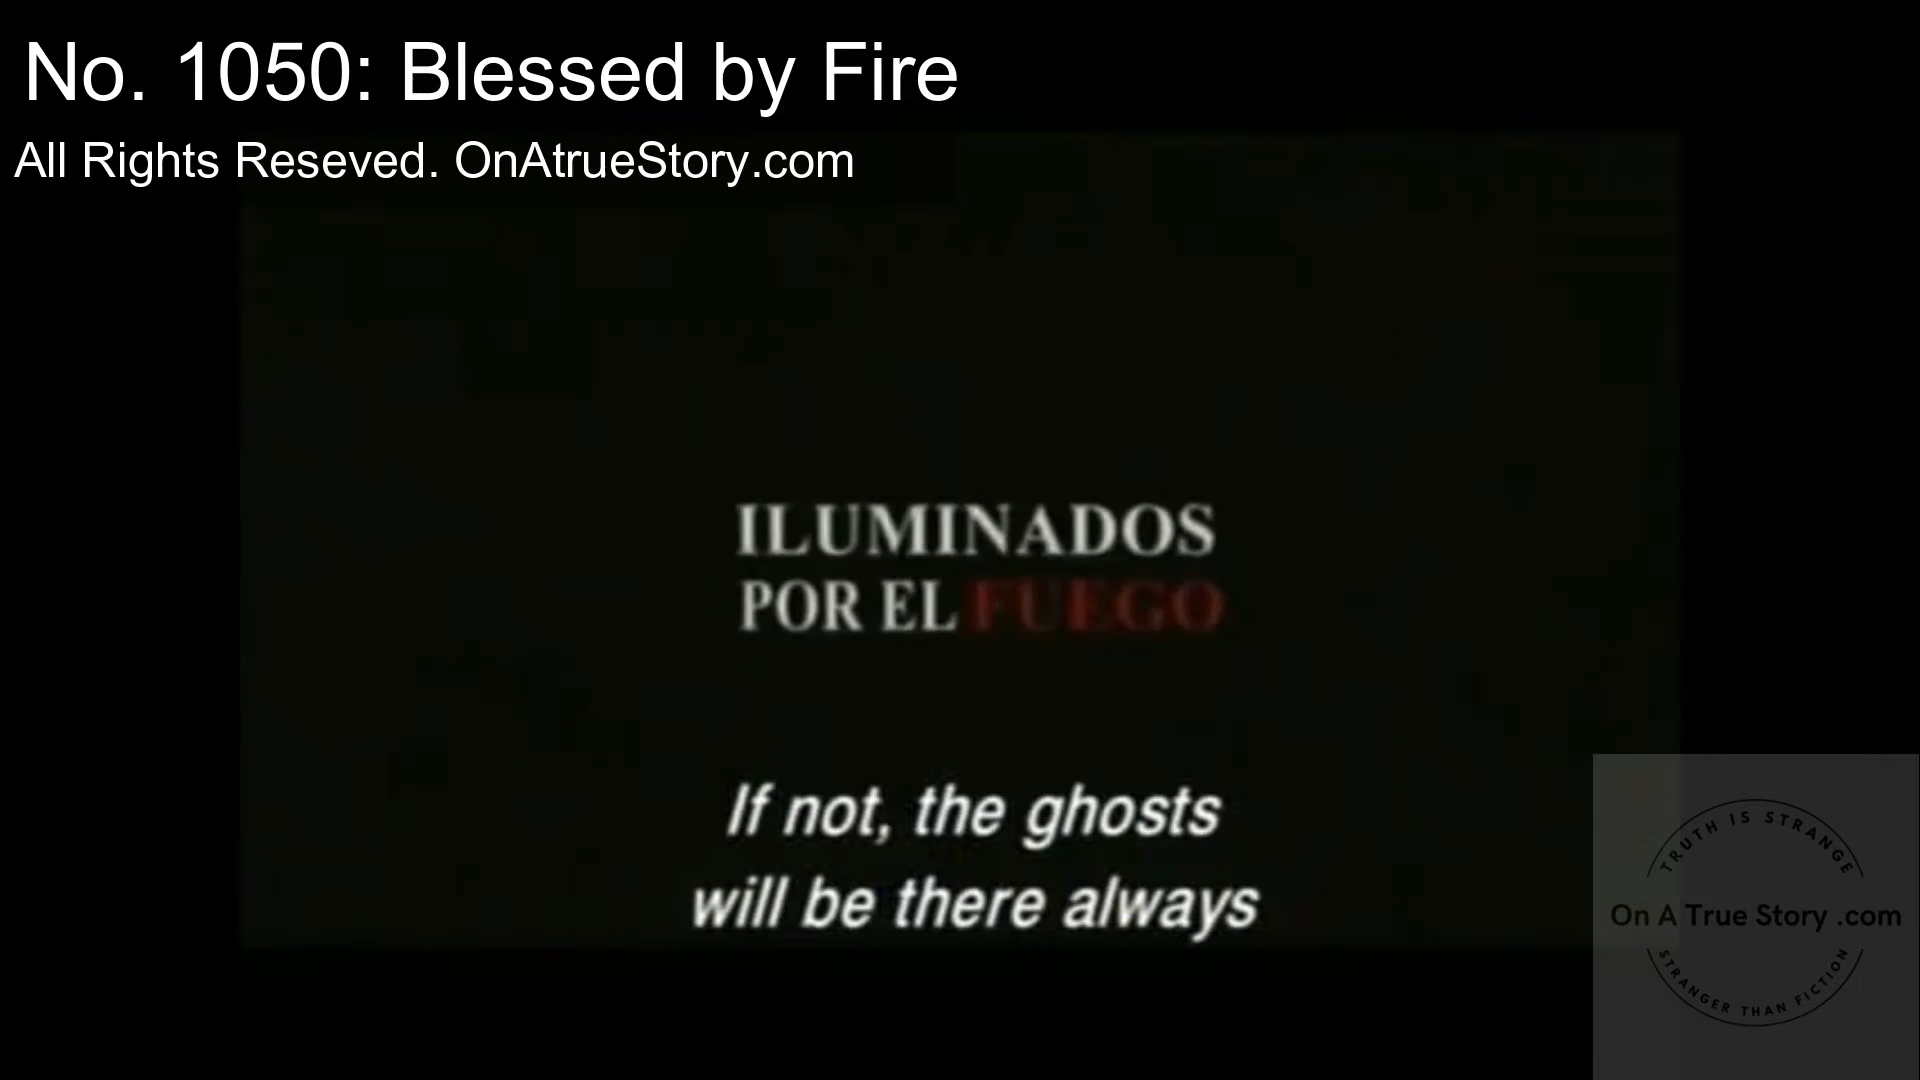 No. 1050: Blessed by Fire
All Rights Reseved. OnAtrueStory.com
ILUMINADOS
POR EL FUEGO
If not, the ghosts
will be there always
TRUTH IS STRANGE
On A True Story .com
STRANGER THAN FICTION